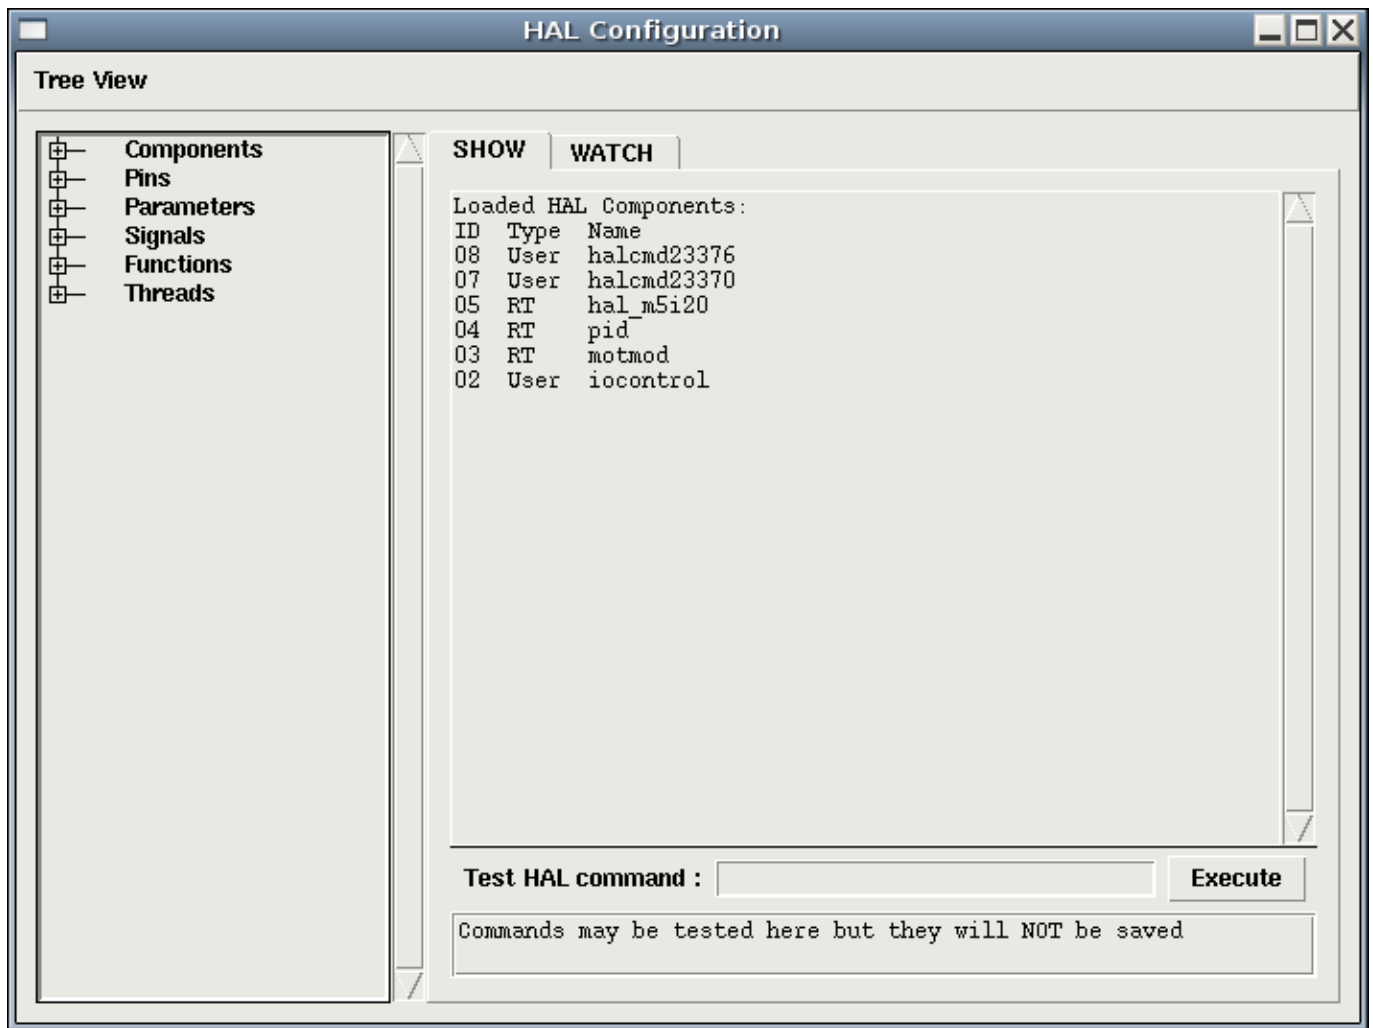 HAL Configuration
Tree View
Components
Pins
Parameters
Signals
Functions
Threads
SHOW
WATCH
Loaded HAL Components:
ID Type Name
08 User halcmd23376
07 User halcmd23370
05 RT hal_m5i20
04 RT pid
03 RT motmod
02 User iocontrol
Test HAL command :
Execute
Commands may be tested here but they will NOT be saved